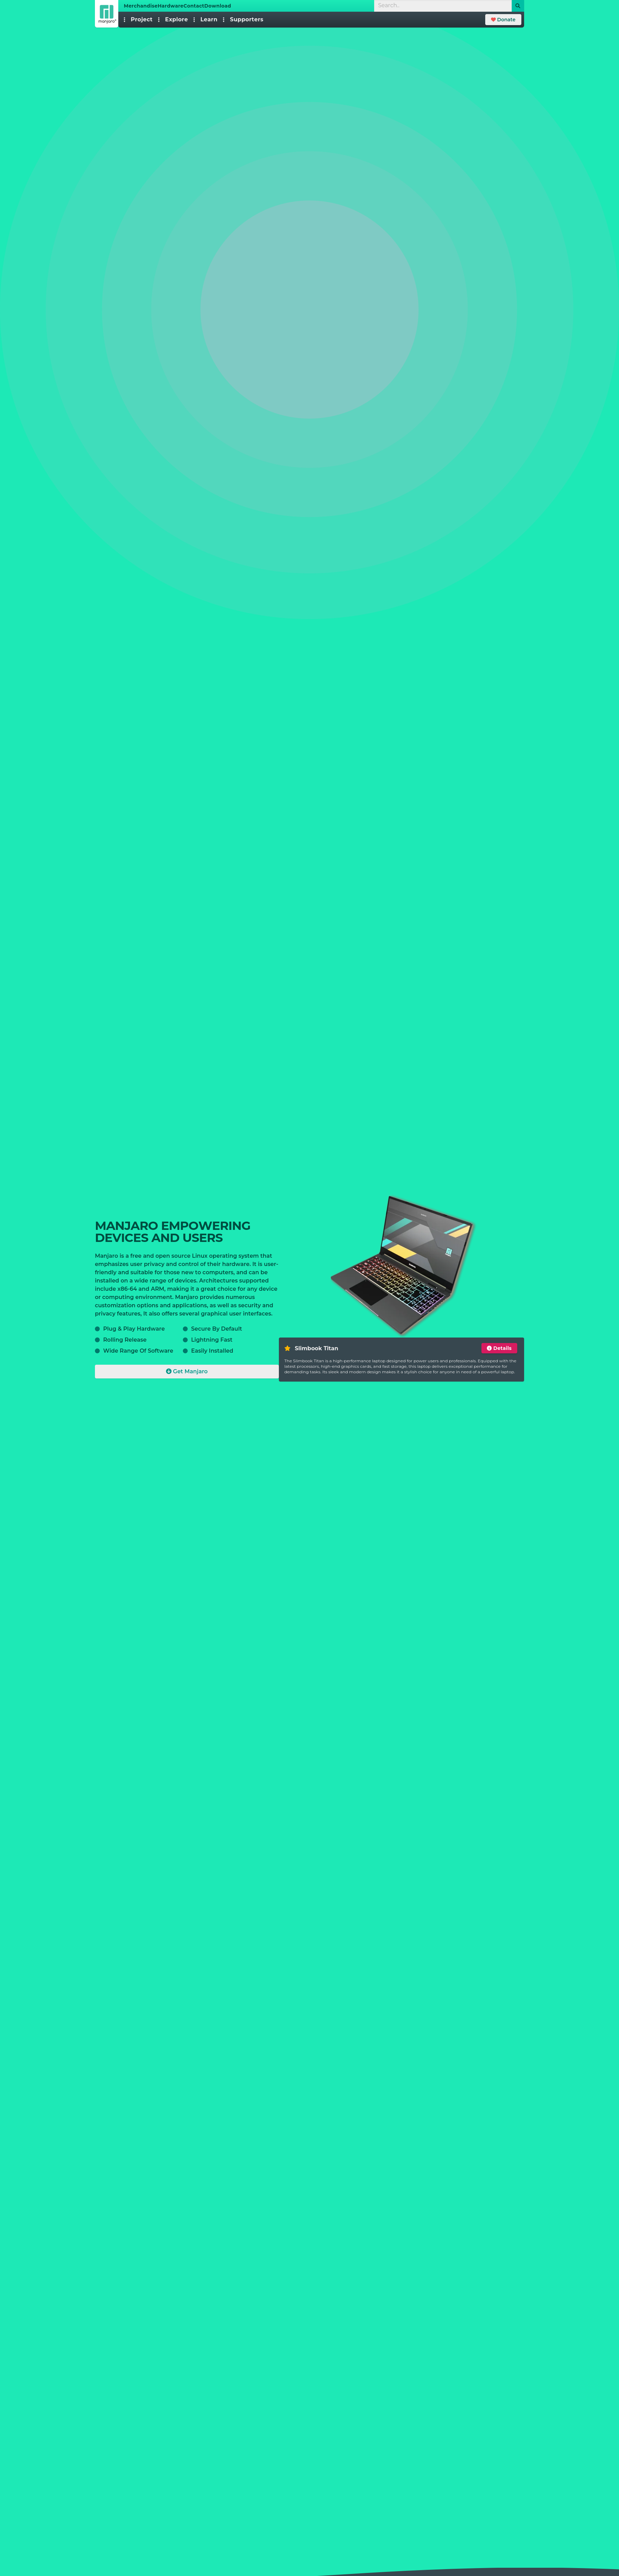 manjaro
MerchandiseHardwareContactDownload
Search..
Project
Explore
Learn
Supporters
Donate
MANJARO EMPOWERING
DEVICES AND USERS
Manjaro is a free and open source Linux operating system that
emphasizes user privacy and control of their hardware. It is user-
friendly and suitable for those new to computers, and can be
installed on a wide range of devices. Architectures supported
include x86-64 and ARM, making it a great choice for any device
or computing environment. Manjaro provides numerous
customization options and applications, as well as security and
privacy features, it also offers several graphical user interfaces.
Plug & Play Hardware
Secure By Default
Rolling Release
Lightning Fast
Wide Range Of Software
Easily Installed
Get Manjaro
Slimbook Titan
Details
The Slimbook Titan is a high-performance laptop designed for power users and professionals. Equipped with the
latest processors, high-end graphics cards, and fast storage, this laptop delivers exceptional performance for
demanding tasks. Its sleek and modern design makes it a stylish choice for anyone in need of a powerful laptop.